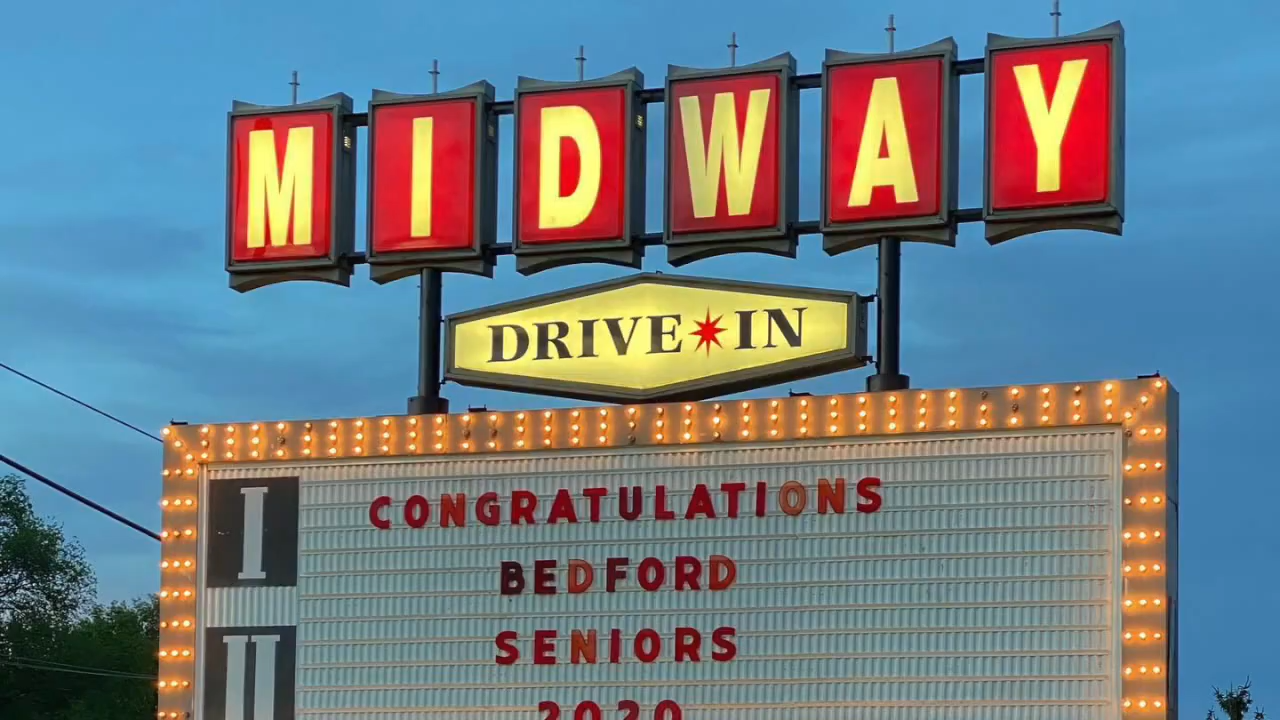 MIDWAY
DRIVE✶IN
I
CONGRATULATIONS
BEDFORD
II
SENIORS
2020